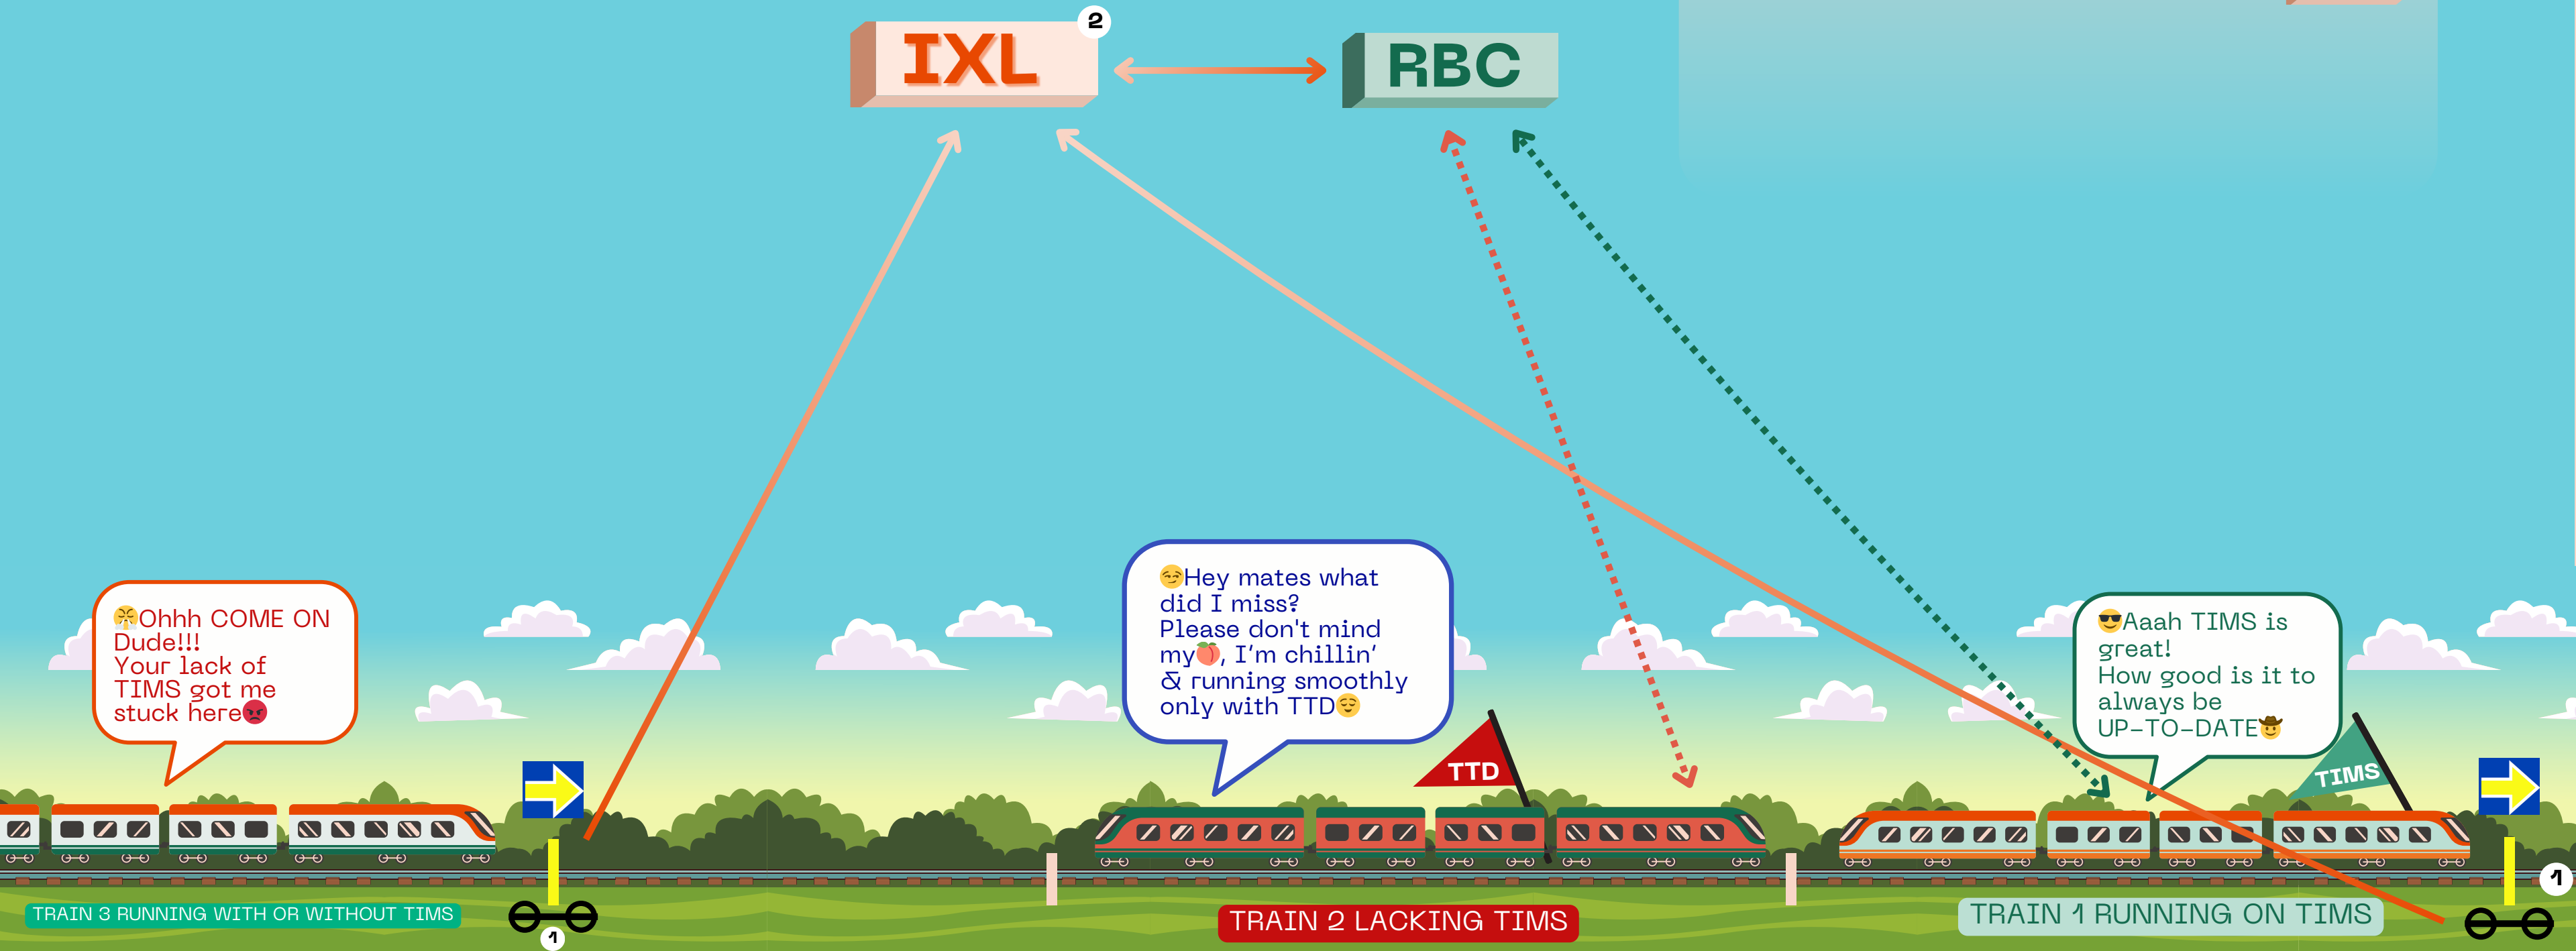 IXL
2
RBC
😤Ohhh COME ON
Dude!!!
Your lack of
TIMS got me
stuck here😡
😏Hey mates what
did I miss?
Please don't mind
my🍑, I'm chillin'
& running smoothly
only with TTD😌
😎Aaah TIMS is
great!
How good is it to
always be
UP-TO-DATE🤠
TTD
TIMS
TRAIN 3 RUNNING WITH OR WITHOUT TIMS
1
TRAIN 2 LACKING TIMS
TRAIN 1 RUNNING ON TIMS
1